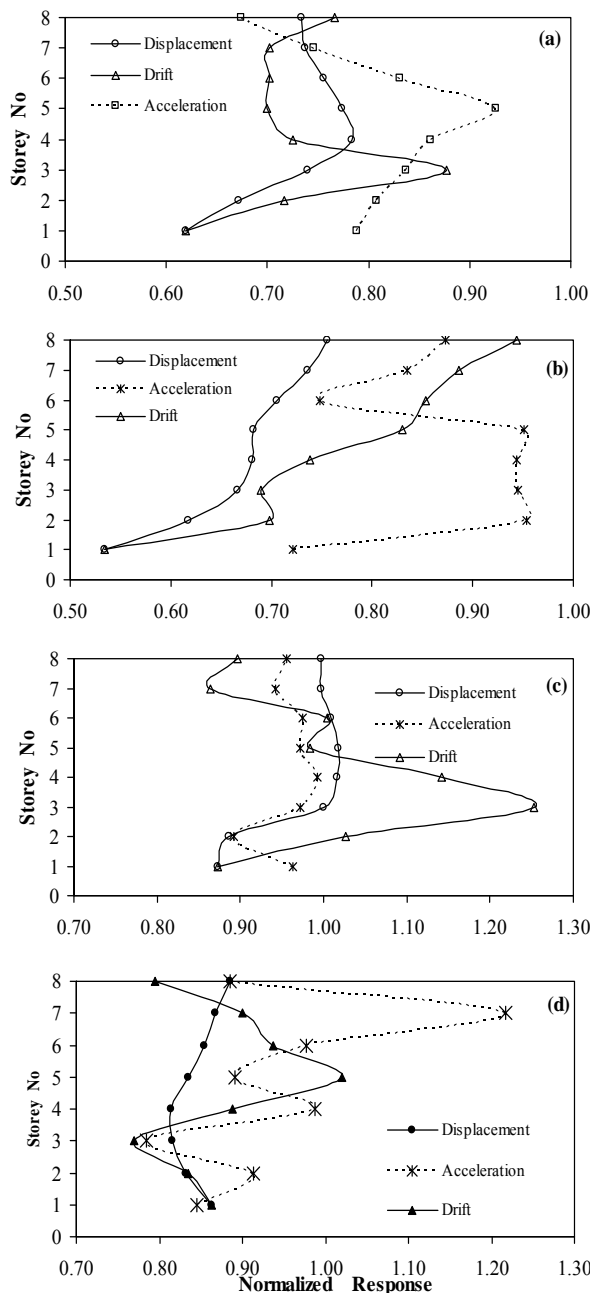 8
7
6
5
4
3
2
1
0
Storey No
Displacement
Drift
Acceleration
(a)
0.50 0.60 0.70 0.80 0.90 1.00
8
7
6
5
4
3
2
1
0
Storey No
Displacement
Acceleration
Drift
(b)
0.50 0.60 0.70 0.80 0.90 1.00
8
7
6
5
4
3
2
1
0
Storey No
Displacement
Acceleration
Drift
(c)
0.70 0.80 0.90 1.00 1.10 1.20 1.30
8
7
6
5
4
3
2
1
0
Storey No
(d)
Displacement
Acceleration
Drift
0.70 0.80 0.90 1.00 1.10 1.20 1.30
Normalized Response